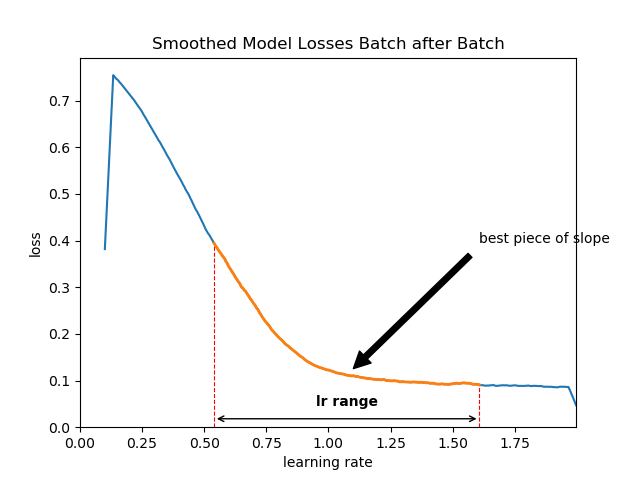 Smoothed Model Losses Batch after Batch
0.7
0.6
0.5
0.4
0.3
0.2
0.1
0.0
loss
best piece of slope
lr range
0.00 0.25 0.50 0.75 1.00 1.25 1.50 1.75
learning rate